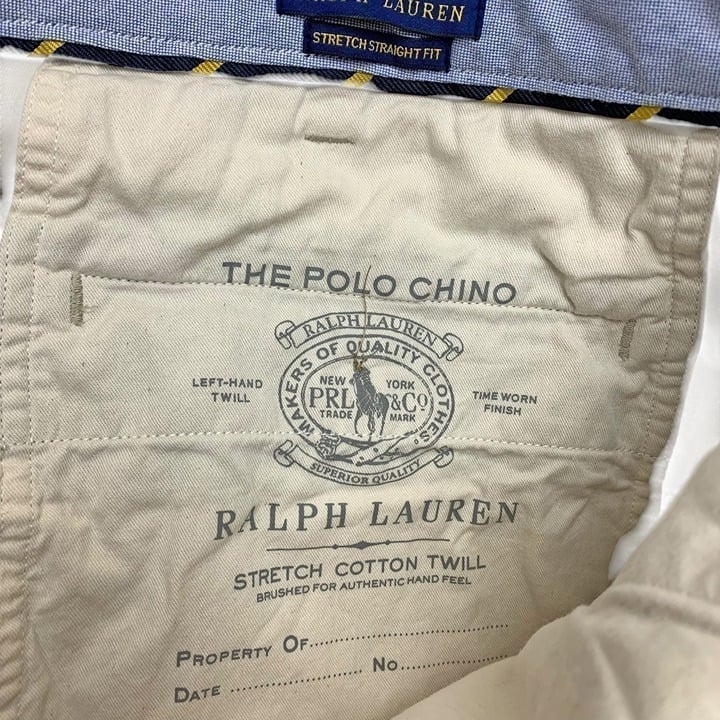 RALPH LAUREN
STRETCH STRAIGHT FIT
THE POLO CHINO
RALPH LAUREN
MAKERS OF QUALITY CLOTHES
LEFT-HAND
TWILL
NEW YORK
PRL &Co
TRADE MARK
TIME WORN
FINISH
SUPERIOR QUALITY
RALPH LAUREN
STRETCH COTTON TWILL
BRUSHED FOR AUTHENTIC HAND FEEL
PROPERTY OF
DATE No